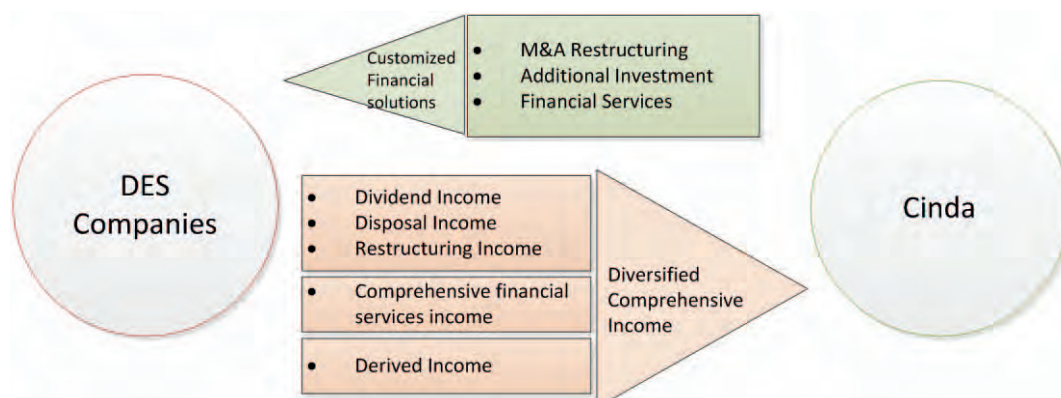 Customized
Financial
solutions
• M&A Restructuring
• Additional Investment
• Financial Services
DES
Companies
Cinda
• Dividend Income
• Disposal Income
• Restructuring Income
• Comprehensive financial
services income
• Derived Income
Diversified
Comprehensive
Income